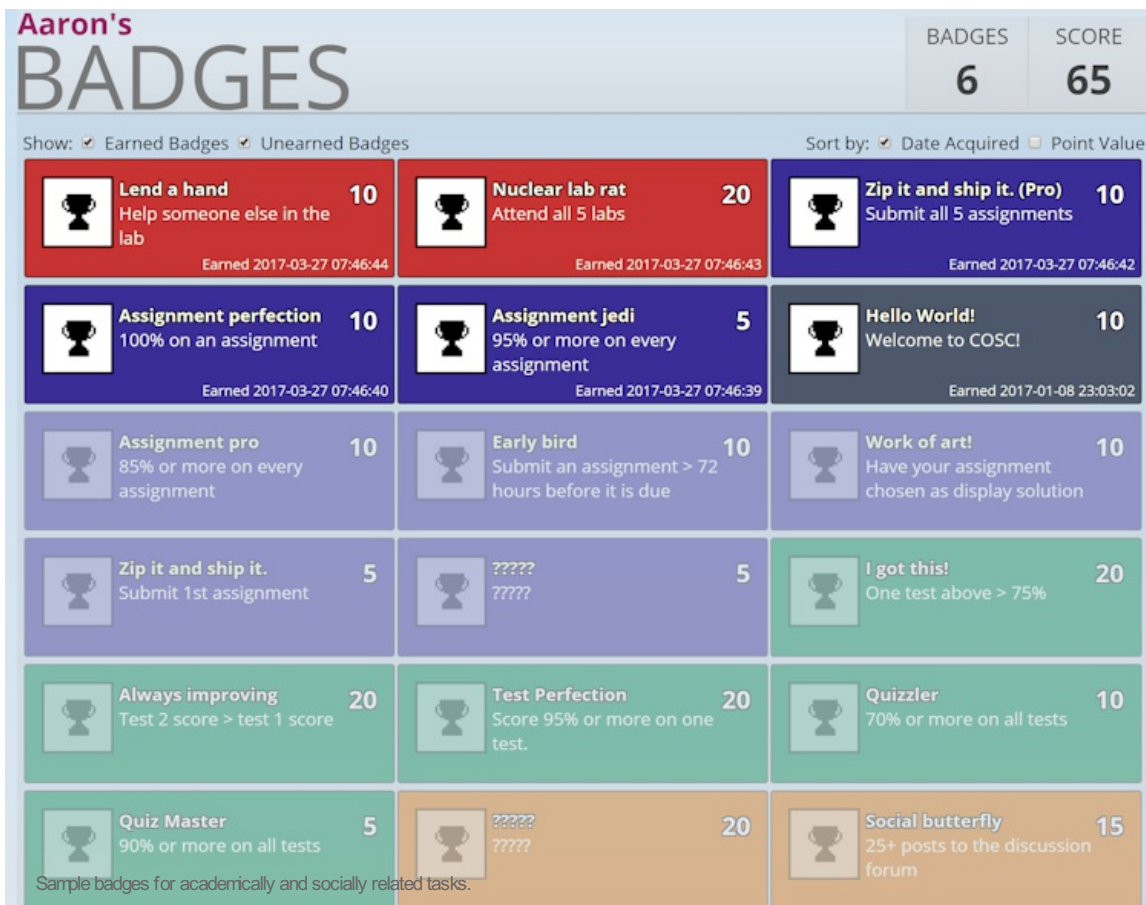 Aaron's
BADGES
BADGES SCORE
6 65
Show: Earned Badges Unearned Badges Sort by: Date Acquired Point Value
Lend a hand 10
Help someone else in the
lab
Earned 2017-03-27 07:46:44
Nuclear lab rat 20
Attend all 5 labs
Earned 2017-03-27 07:46:43
Zip it and ship it. (Pro) 10
Submit all 5 assignments
Earned 2017-03-27 07:46:42
Assignment perfection 10
100% on an assignment
Earned 2017-03-27 07:46:40
Assignment jedi 5
95% or more on every
assignment
Earned 2017-03-27 07:46:39
Hello World! 10
Welcome to COSC!
Earned 2017-01-08 23:03:02
Assignment pro 10
85% or more on every
assignment
Early bird 10
Submit an assignment > 72
hours before it is due
Work of art! 10
Have your assignment
chosen as display solution
Zip it and ship it. 5
Submit 1st assignment
????? 5
?????
I got this! 20
One test above > 75%
Always improving 20
Test 2 score > test 1 score
Test Perfection 20
Score 95% or more on one
test.
Quizzler 10
70% or more on all tests
Quiz Master 5
90% or more on all tests
????? 20
?????
Social butterfly 15
25+ posts to the discussion
forum
Sample badges for academically and socially related tasks.